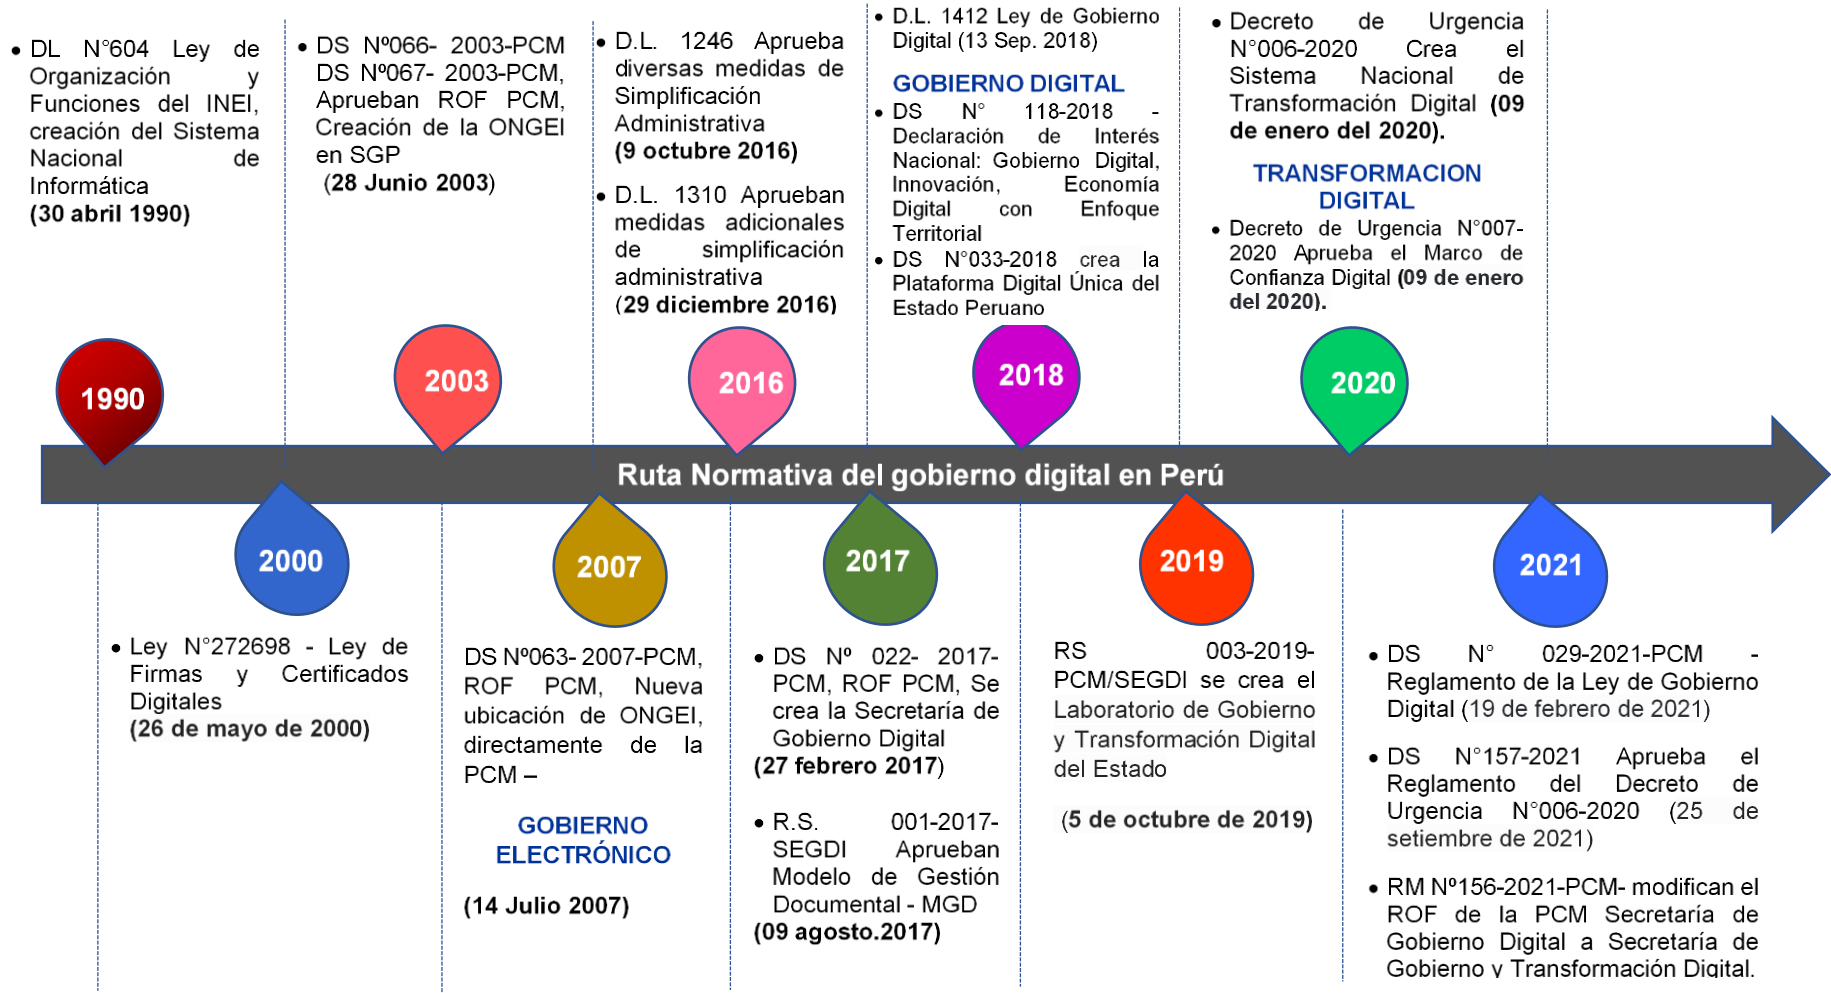 DL N°604 Ley de
Organización y
Funciones del INEI,
creación del Sistema
Nacional de
Informática
(30 abril 1990)
DS Nº066- 2003-PCM
DS Nº067- 2003-PCM,
Aprueban ROF PCM,
Creación de la ONGEI
en SGP
(28 Junio 2003)
D.L. 1246 Aprueba
diversas medidas de
Simplificación
Administrativa
(9 octubre 2016)
D.L. 1310 Aprueban
medidas adicionales
de simplificación
administrativa
(29 diciembre 2016)
D.L. 1412 Ley de Gobierno
Digital (13 Sep. 2018)
GOBIERNO DIGITAL
DS N° 118-2018 -
Declaración de Interés
Nacional: Gobierno Digital,
Innovación, Economía
Digital con Enfoque
Territorial
DS N°033-2018 crea la
Plataforma Digital Única del
Estado Peruano
Decreto de Urgencia
N°006-2020 Crea el
Sistema Nacional de
Transformación Digital (09
de enero del 2020).
TRANSFORMACION
DIGITAL
Decreto de Urgencia N°007-
2020 Aprueba el Marco de
Confianza Digital (09 de enero
del 2020).
1990
2003
2016
2018
2020
Ruta Normativa del gobierno digital en Perú
2000
2007
2017
2019
2021
Ley N°272698 - Ley de
Firmas y Certificados
Digitales
(26 de mayo de 2000)
DS Nº063- 2007-PCM,
ROF PCM, Nueva
ubicación de ONGEI,
directamente de la
PCM –
GOBIERNO
ELECTRÓNICO
(14 Julio 2007)
DS Nº 022- 2017-
PCM, ROF PCM, Se
crea la Secretaría de
Gobierno Digital
(27 febrero 2017)
R.S. 001-2017-
SEGDI Aprueban
Modelo de Gestión
Documental - MGD
(09 agosto.2017)
RS 003-2019-
PCM/SEGDI se crea el
Laboratorio de Gobierno
y Transformación Digital
del Estado
(5 de octubre de 2019)
DS N° 029-2021-PCM -
Reglamento de la Ley de Gobierno
Digital (19 de febrero de 2021)
DS N°157-2021 Aprueba el
Reglamento del Decreto de
Urgencia N°006-2020 (25 de
setiembre de 2021)
RM Nº156-2021-PCM- modifican el
ROF de la PCM Secretaría de
Gobierno Digital a Secretaría de
Gobierno y Transformación Digital.